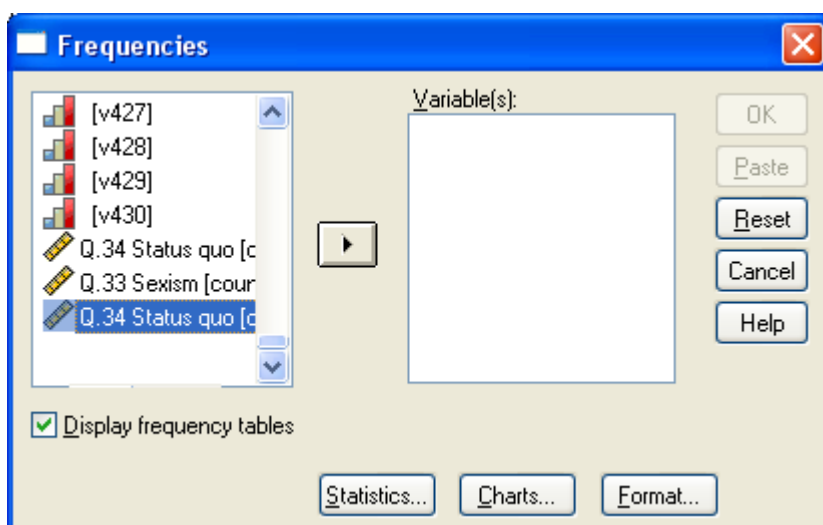 Frequencies
[v427]
[v428]
[v429]
[v430]
Q.34 Status quo [c
Q.33 Sexism [cour
Q.34 Status quo [c
Variable(s):
OK
Paste
Reset
Cancel
Help
Display frequency tables
Statistics...
Charts...
Format...